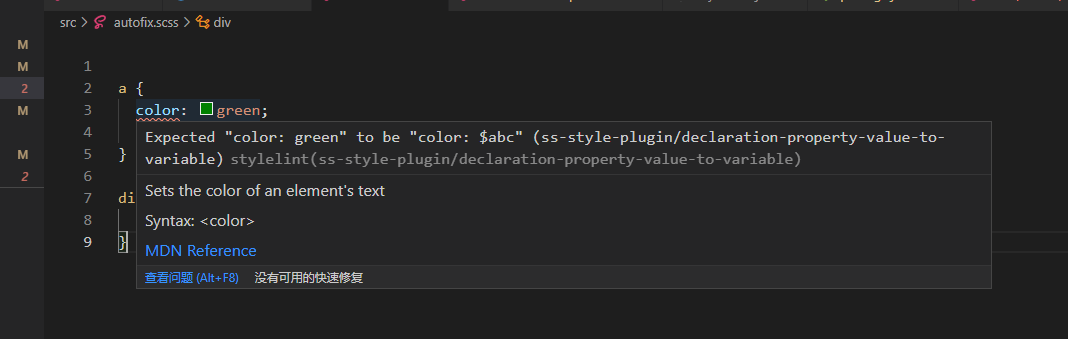 src > autofix.scss > div
M
1
M
2 a {
2
3 color: green;
M
4
Expected "color: green" to be "color: $abc" (ss-style-plugin/declaration-property-value-to-
M
5 }
variable) stylelint(ss-style-plugin/declaration-property-value-to-variable)
2
6
Sets the color of an element's text
7 di
Syntax: <color>
8
9 }
MDN Reference
查看问题 (Alt+F8) 没有可用的快速修复